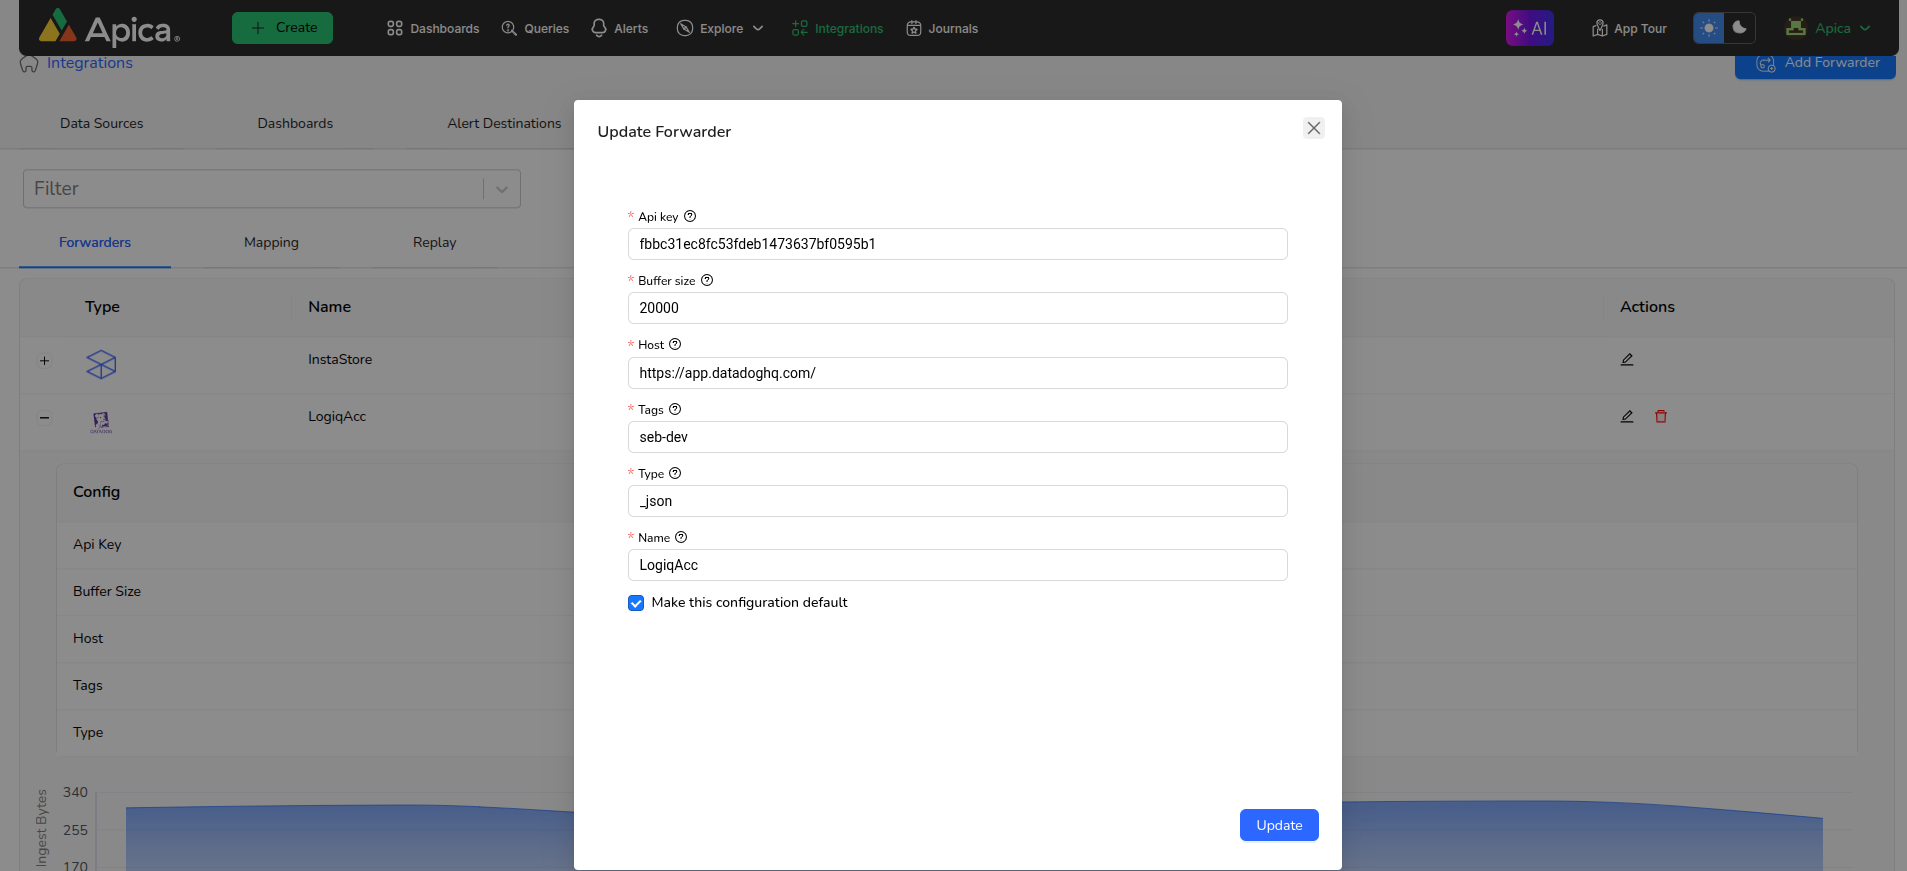 Apica
Create
Dashboards
Queries
Alerts
Explore
Integrations
Journals
AI
App Tour
Apica
Integrations
Add Forwarder
Data Sources
Dashboards
Alert Destinations
Filter
Forwarders
Mapping
Replay
Type
Name
Actions
InstaStore
LogiqAcc
Config
Api Key
Buffer Size
Host
Tags
Type
Ingest Bytes
340
255
170
Update Forwarder
* Api key
fbbc31ec8fc53fdeb1473637bf0595b1
* Buffer size
20000
* Host
https://app.datadoghq.com/
* Tags
seb-dev
* Type
_json
* Name
LogiqAcc
Make this configuration default
Update